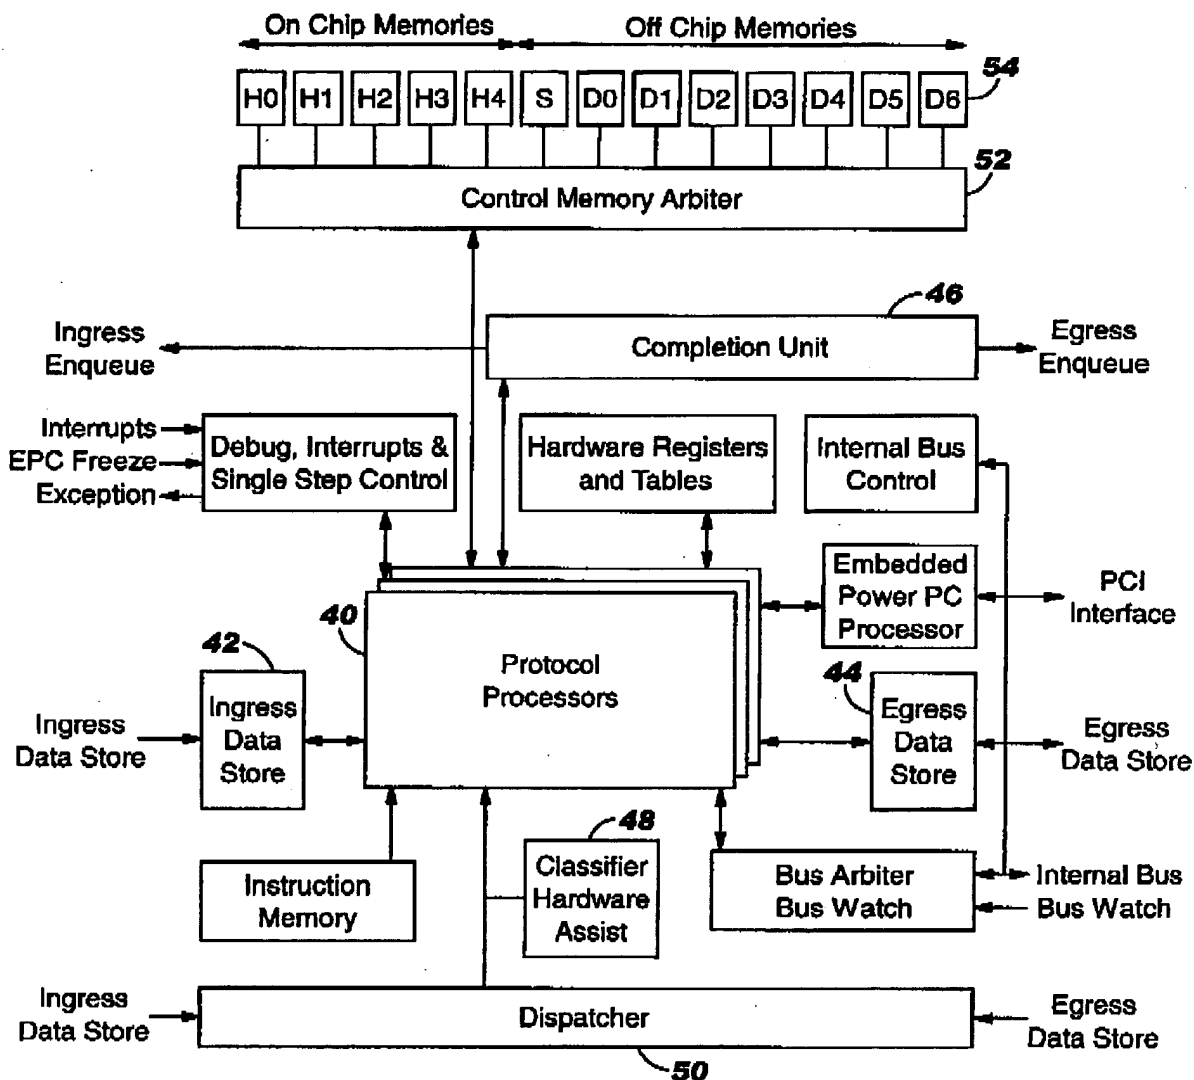 On Chip Memories Off Chip Memories
H0 H1 H2 H3 H4 S D0 D1 D2 D3 D4 D5 D6
54
52
Control Memory Arbiter
46
Ingress
Enqueue
Completion Unit
Egress
Enqueue
Interrupts
EPC Freeze
Exception
Debug, Interrupts &
Single Step Control
Hardware Registers
and Tables
Internal Bus
Control
Embedded
Power PC
Processor
PCI
Interface
40
42
Protocol
Processors
44
Ingress
Data Store
Ingress
Data
Store
Egress
Data
Store
Egress
Data Store
48
Instruction
Memory
Classifier
Hardware
Assist
Bus Arbiter
Bus Watch
Internal Bus
Bus Watch
Ingress
Data Store
Dispatcher
Egress
Data Store
50